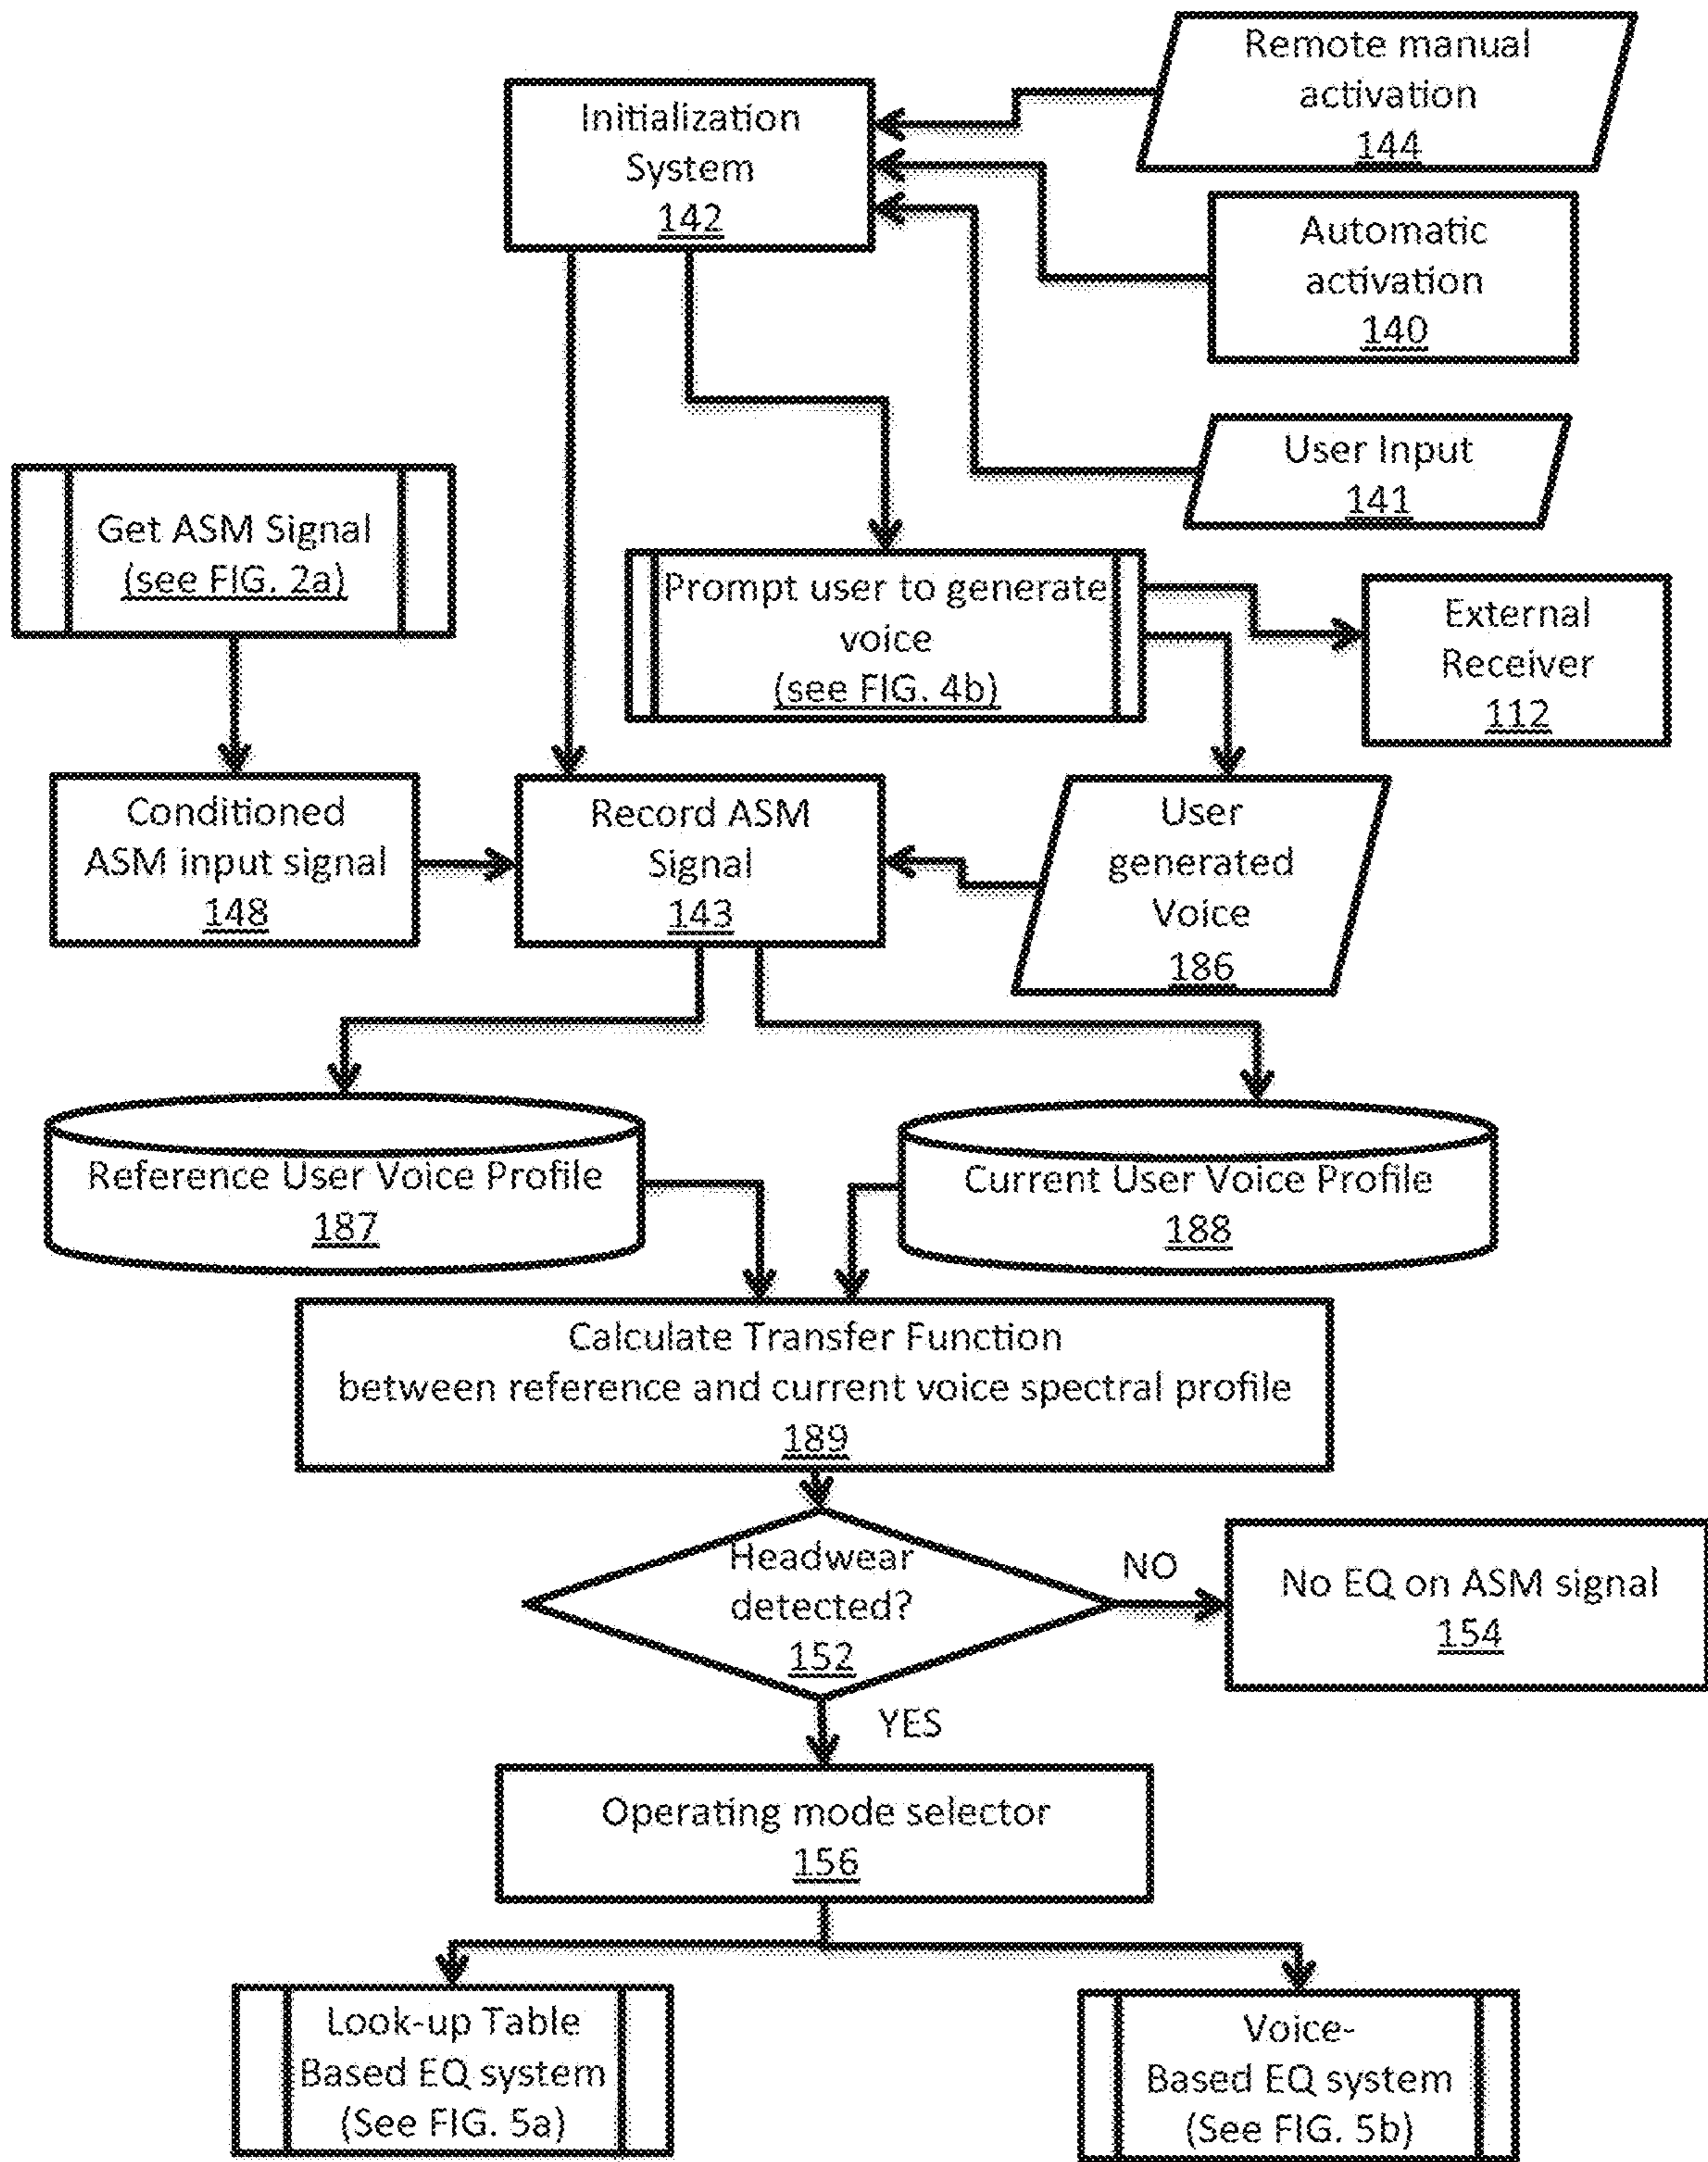 Remote manual
activation
144
Initialization
System
142
Automatic
activation
140
User Input
141
Get ASM Signal
(see FIG. 2a)
Prompt user to generate
voice
(see FIG. 4b)
External
Receiver
112
Conditioned
ASM input signal
148
Record ASM
Signal
143
User
generated
Voice
186
Reference User Voice Profile
187
Current User Voice Profile
188
Calculate Transfer Function
between reference and current voice spectral profile
189
Headwear
detected?
152
NO
No EQ on ASM signal
154
YES
Operating mode selector
156
Look-up Table
Based EQ system
(See FIG. 5a)
Voice-
Based EQ system
(See FIG. 5b)